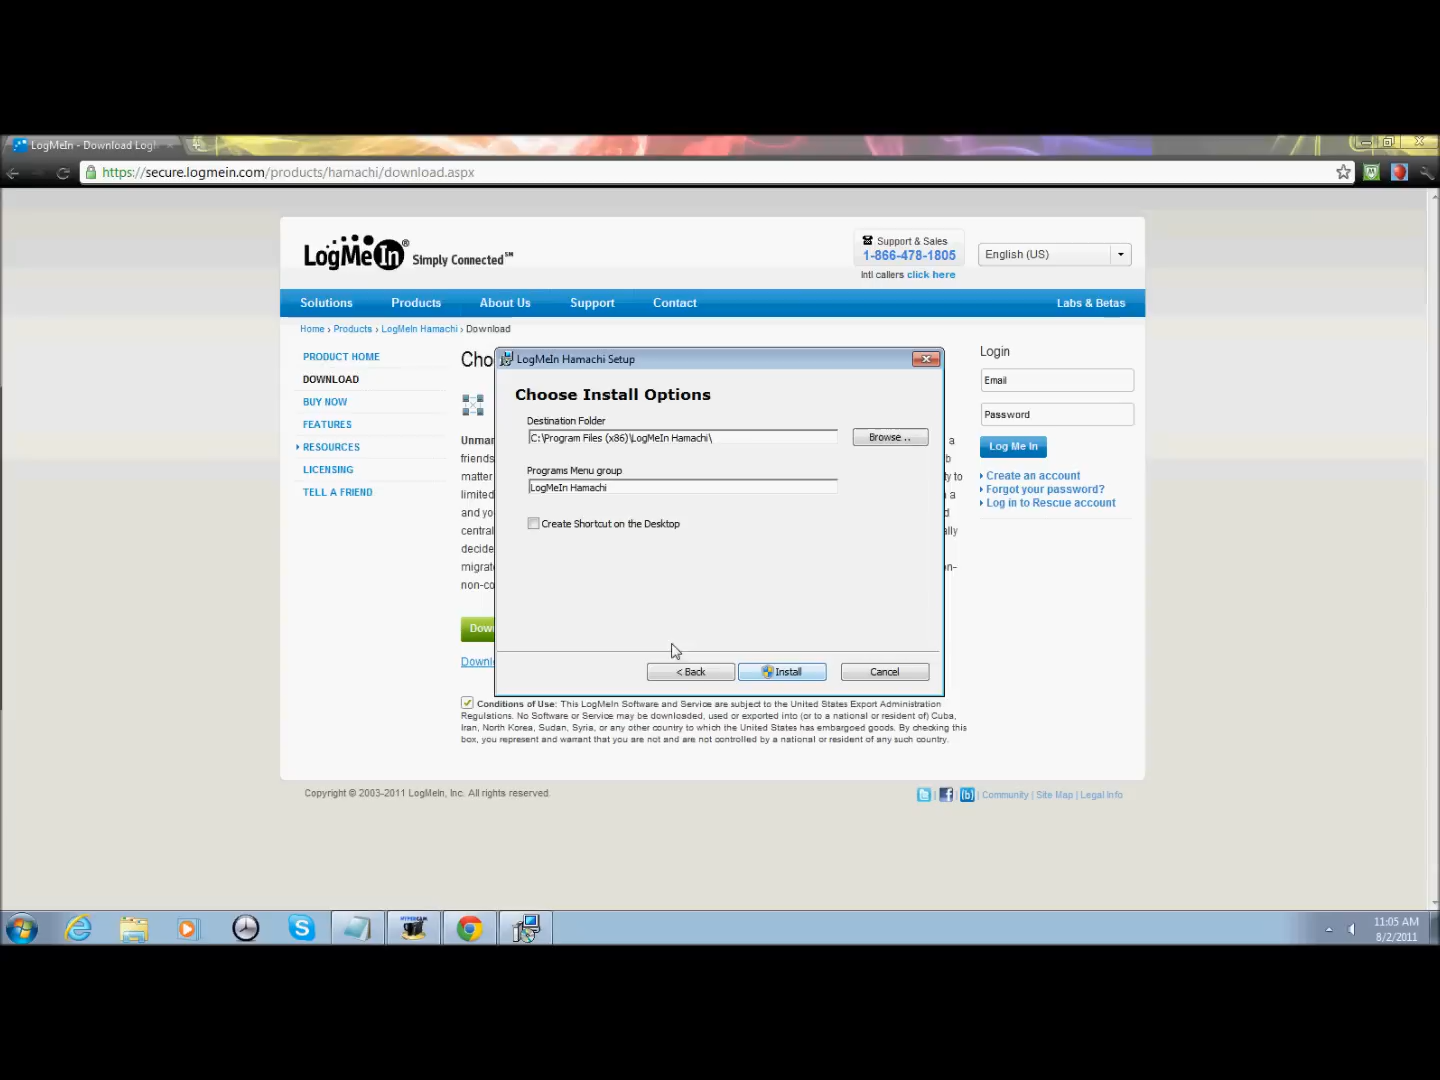 LogMeIn - Download Log
https://secure.logmein.com/products/hamachi/download.aspx
LogMeIn® Simply Connected℠
Support & Sales
1-866-478-1805
Intl callers click here
English (US)
Solutions Products About Us Support Contact Labs & Betas
Home › Products › LogMeIn Hamachi › Download
PRODUCT HOME
DOWNLOAD
BUY NOW
FEATURES
RESOURCES
LICENSING
TELL A FRIEND
Cho
Unmar
friends
matter
limited
and yo
central
decide
migrate
non-co
a
b
y to
n a
d
ally
on-
Down
Downl
LogMeIn Hamachi Setup
Choose Install Options
Destination Folder
C:\Program Files (x86)\LogMeIn Hamachi\
Browse ..
Programs Menu group
LogMeIn Hamachi
Create Shortcut on the Desktop
< Back Install Cancel
Login
Email
Password
Log Me In
Create an account
Forgot your password?
Log in to Rescue account
Conditions of Use: This LogMeIn Software and Service are subject to the United States Export Administration
Regulations. No Software or Service may be downloaded, used or exported into (or to a national or resident of) Cuba,
Iran, North Korea, Sudan, Syria, or any other country to which the United States has embargoed goods. By checking this
box, you represent and warrant that you are not and are not controlled by a national or resident of any such country.
Copyright © 2003-2011 LogMeIn, Inc. All rights reserved.
Community | Site Map | Legal Info
HYPERCAM
11:05 AM
8/2/2011